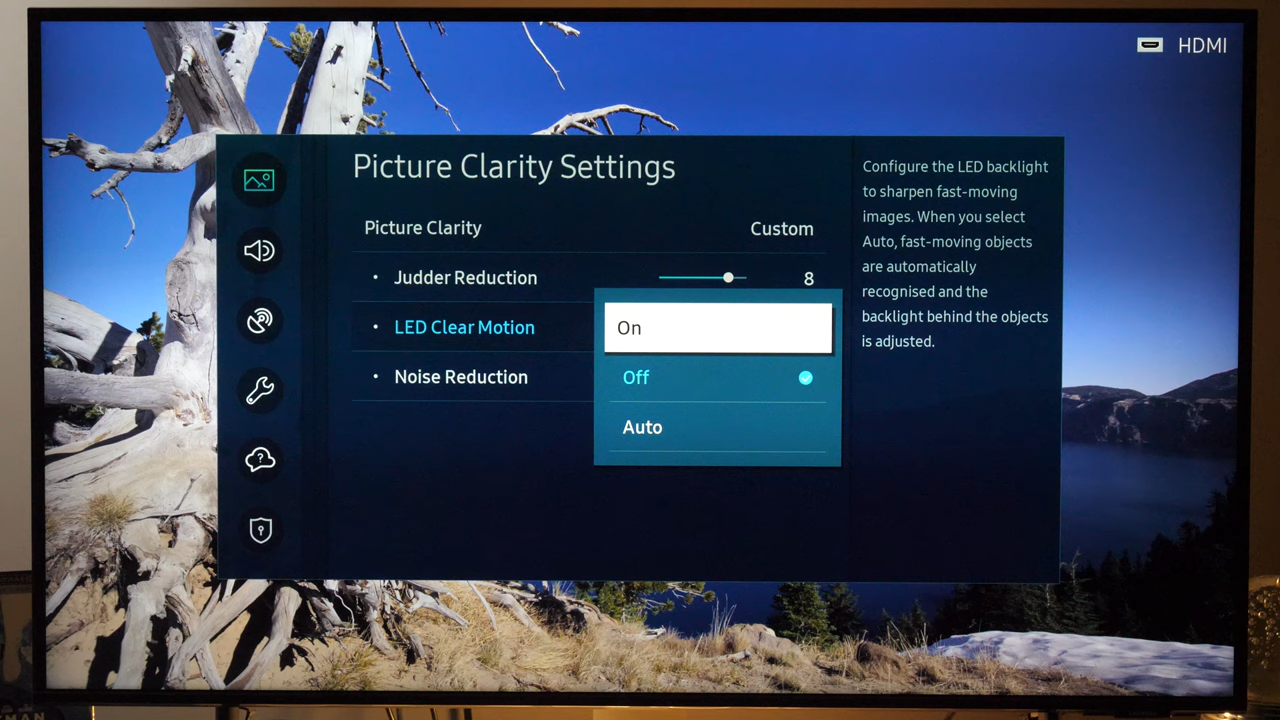 HDMI
Picture Clarity Settings
Picture Clarity Custom
• Judder Reduction 8
• LED Clear Motion
• Noise Reduction
On
Off
Auto
Configure the LED backlight
to sharpen fast-moving
images. When you select
Auto, fast-moving objects
are automatically
recognised and the
backlight behind the objects
is adjusted.